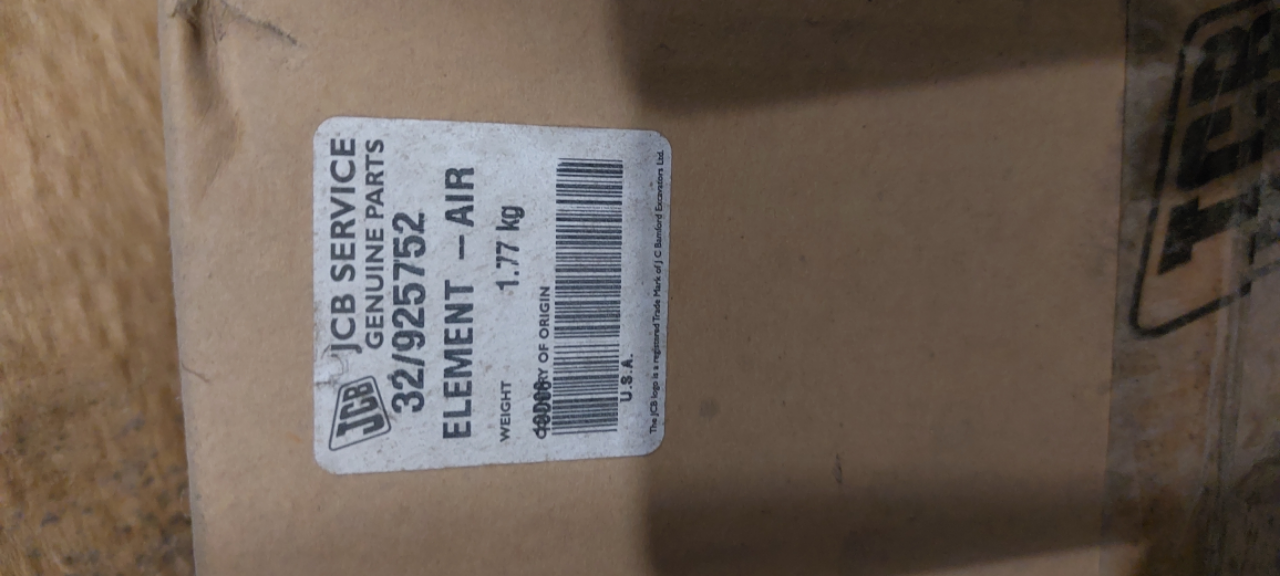 JCB
JCB SERVICE
GENUINE PARTS
32/925752
ELEMENT – AIR
WEIGHT 1.77 kg
OF ORIGIN
U.S.A.
The JCB logo is a registered Trade Mark of J C Bamford Excavators Ltd.
JCB